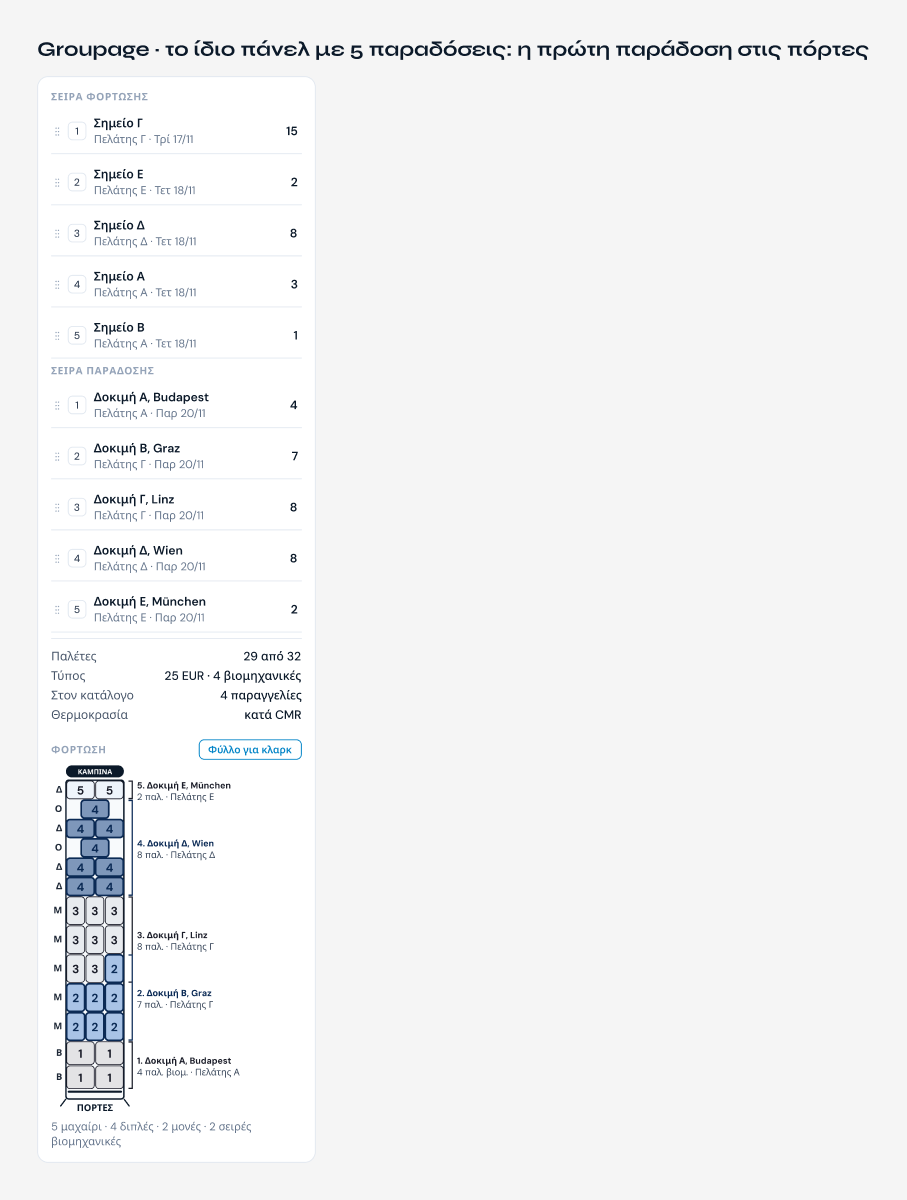 Groupage · το ίδιο πάνελ με 5 παραδόσεις: η πρώτη παράδοση στις πόρτες
ΣΕΙΡΑ ΦΟΡΤΩΣΗΣ
1 Σημείο Γ 15
Πελάτης Γ · Τρί 17/11
2 Σημείο Ε 2
Πελάτης Ε · Τετ 18/11
3 Σημείο Δ 8
Πελάτης Δ · Τετ 18/11
4 Σημείο Α 3
Πελάτης Α · Τετ 18/11
5 Σημείο Β 1
Πελάτης Α · Τετ 18/11
ΣΕΙΡΑ ΠΑΡΑΔΟΣΗΣ
1 Δοκιμή Α, Budapest 4
Πελάτης Α · Παρ 20/11
2 Δοκιμή Β, Graz 7
Πελάτης Γ · Παρ 20/11
3 Δοκιμή Γ, Linz 8
Πελάτης Γ · Παρ 20/11
4 Δοκιμή Δ, Wien 8
Πελάτης Δ · Παρ 20/11
5 Δοκιμή Ε, München 2
Πελάτης Ε · Παρ 20/11
Παλέτες 29 από 32
Τύπος 25 EUR · 4 βιομηχανικές
Στον κατάλογο 4 παραγγελίες
Θερμοκρασία κατά CMR
ΦΟΡΤΩΣΗ Φύλλο για κλαρκ
ΚΑΜΠΙΝΑ
Δ 5 5
5. Δοκιμή Ε, München
2 παλ. · Πελάτης Ε
Ο 4
Δ 4 4
Ο 4
4. Δοκιμή Δ, Wien
8 παλ. · Πελάτης Δ
Δ 4 4
Δ 4 4
Μ 3 3 3
Μ 3 3 3
3. Δοκιμή Γ, Linz
8 παλ. · Πελάτης Γ
Μ 3 3 2
Μ 2 2 2
2. Δοκιμή Β, Graz
7 παλ. · Πελάτης Γ
Μ 2 2 2
Β 1 1
1. Δοκιμή Α, Budapest
4 παλ. βιομ. · Πελάτης Α
Β 1 1
ΠΟΡΤΕΣ
5 μαχαίρι · 4 διπλές · 2 μονές · 2 σειρές
βιομηχανικές